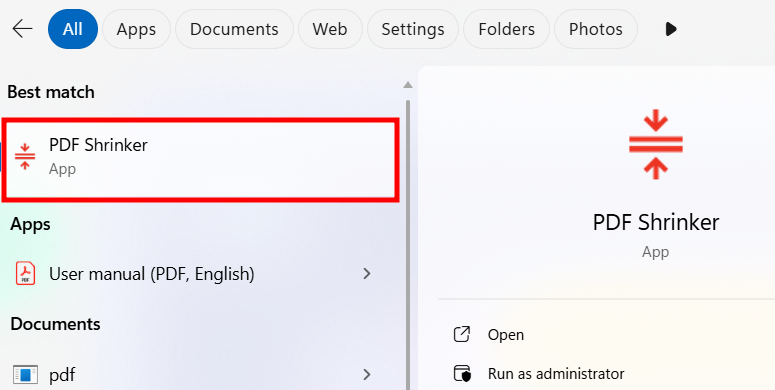 All Apps Documents Web Settings Folders Photos
Best match
PDF Shrinker
App
Apps
User manual (PDF, English)
Documents
pdf
PDF Shrinker
App
Open
Run as administrator